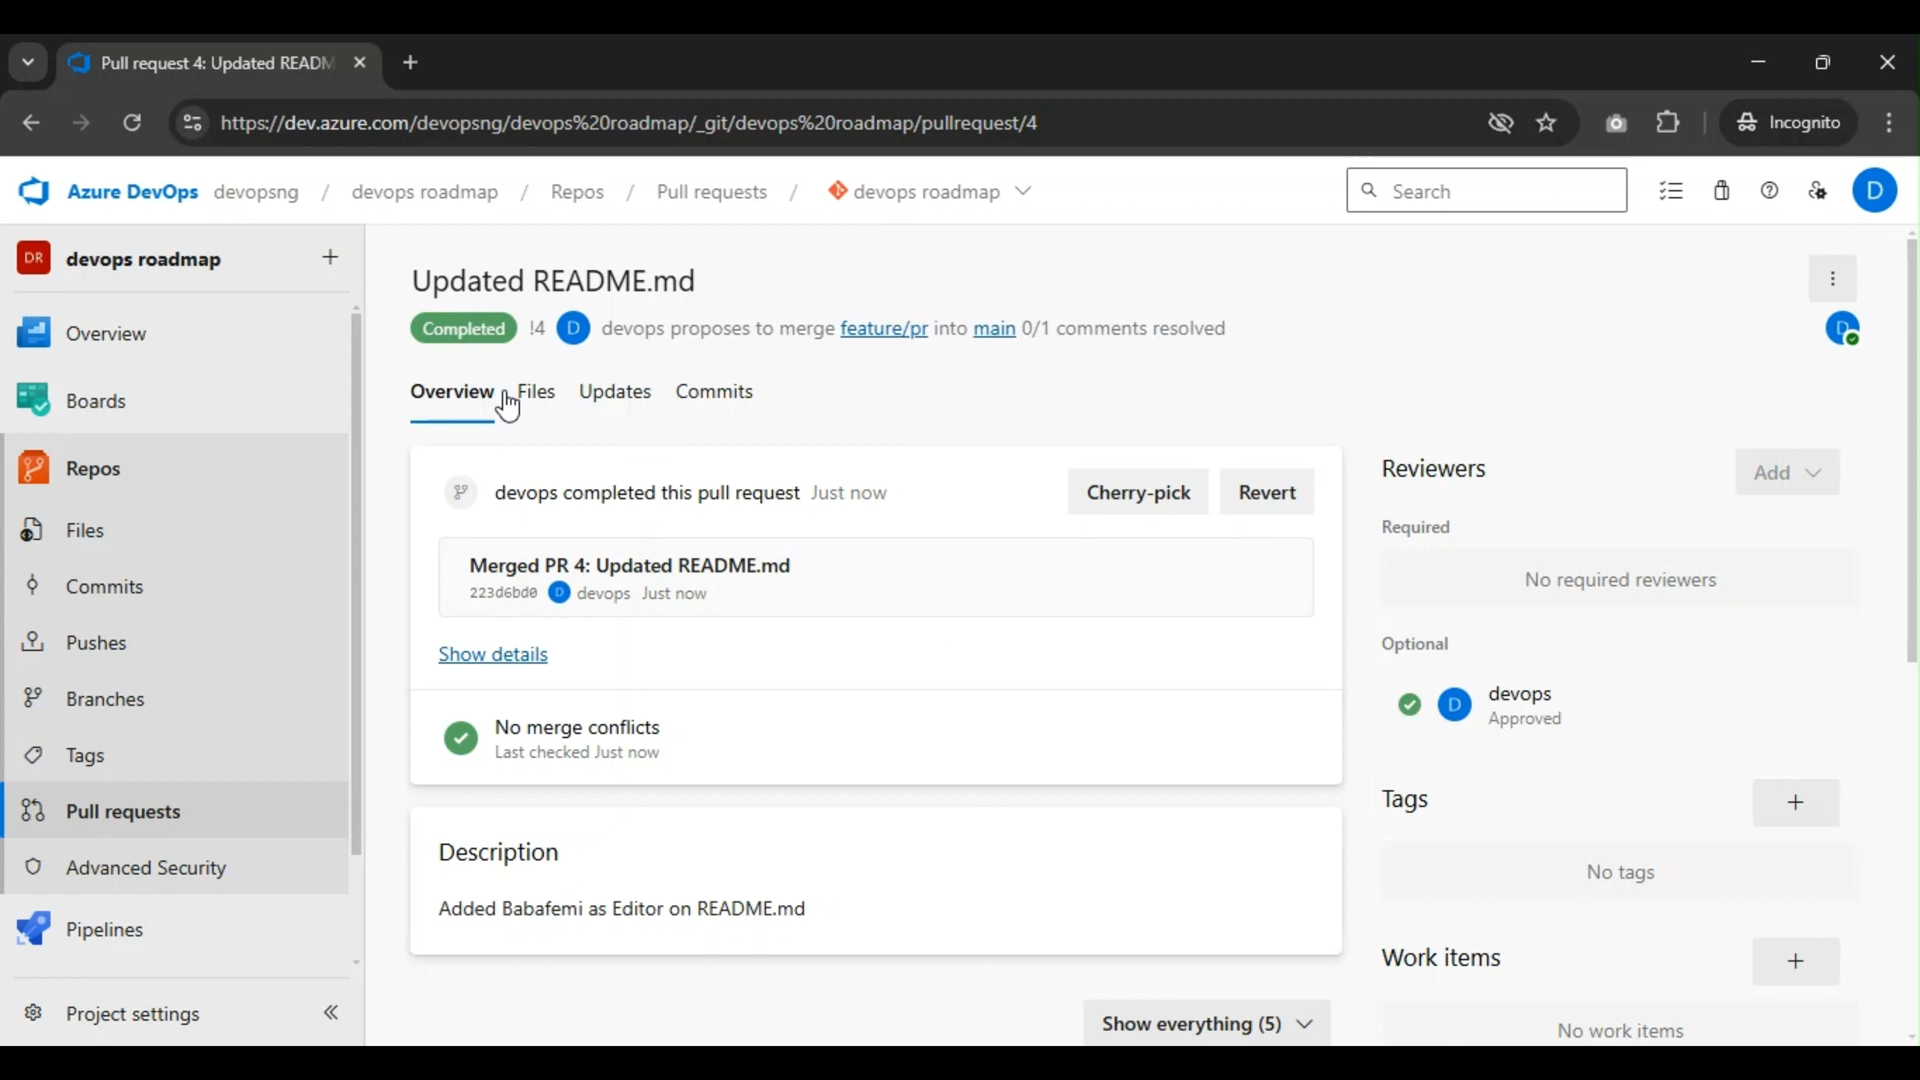 Pull request 4: Updated READM
https://dev.azure.com/devopsng/devops%20roadmap/_git/devops%20roadmap/pullrequest/4
Incognito
Azure DevOps devopsng / devops roadmap / Repos / Pull requests / devops roadmap
Search
D
DR devops roadmap
Overview
Boards
Repos
Files
Commits
Pushes
Branches
Tags
Pull requests
Advanced Security
Pipelines
Project settings
Updated README.md
Completed !4 D devops proposes to merge feature/pr into main 0/1 comments resolved
D
Overview Files Updates Commits
devops completed this pull request Just now
Cherry-pick
Revert
Merged PR 4: Updated README.md
223d6bd0 D devops Just now
Show details
No merge conflicts
Last checked Just now
Description
Added Babafemi as Editor on README.md
Show everything (5)
Reviewers
Add
Required
No required reviewers
Optional
D devops
Approved
Tags
No tags
Work items
No work items